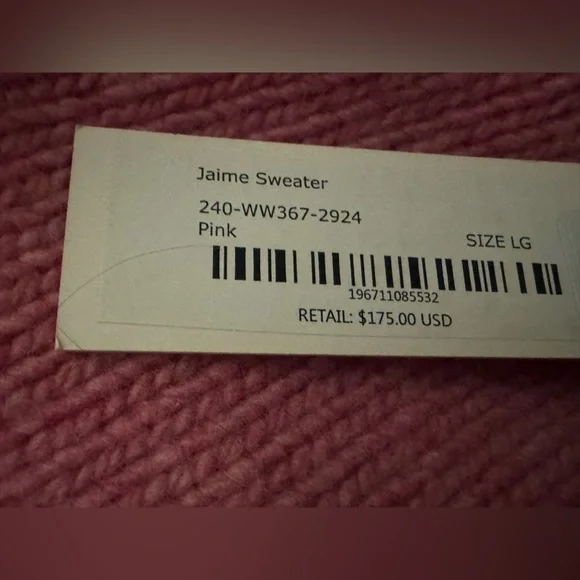 Jaime Sweater
240-WW367-2924
Pink
SIZE LG
196711085532
RETAIL: $175.00 USD